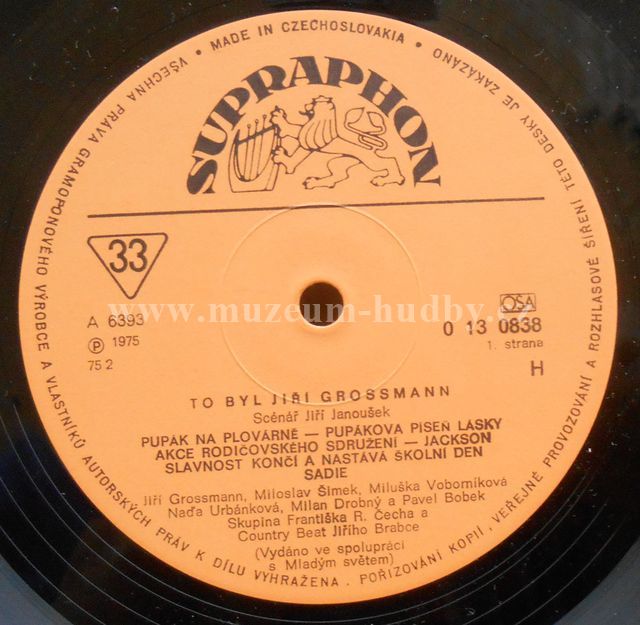 • MADE IN CZECHOSLOVAKIA •
SUPRAPHON
33
www.muzeum-hudby.cz
A 6393
Ⓟ 1975
75 2
OSA
0 13 0838
1. strana
H
TO BYL JIŘÍ GROSSMANN
Scénář Jiří Janoušek
PUPÁK NA PLOVÁRNĚ — PUPÁKOVA PÍSEŇ LÁSKY
AKCE RODIČOVSKÉHO SDRUŽENÍ — JACKSON
SLAVNOST KONČÍ A NASTÁVÁ ŠKOLNÍ DEN
SADIE
Jiří Grossmann, Miloslav Šimek, Miluška Voborníková
Naďa Urbánková, Milan Drobný a Pavel Bobek
Skupina Františka R. Čecha a
Country Beat Jiřího Brabce
(Vydáno ve spolupráci
s Mladým světem)
VŠECHNA PRÁVA GRAMOFONOVÉHO VÝROBCE A VLASTNÍKŮ AUTORSKÝCH PRÁV K DÍLU VYHRAŽENA. POŘIZOVÁNÍ KOPIÍ, VEŘEJNÉ PROVOZOVÁNÍ A ROZHLASOVÉ ŠÍŘENÍ TÉTO DESKY JE ZAKÁZÁNO